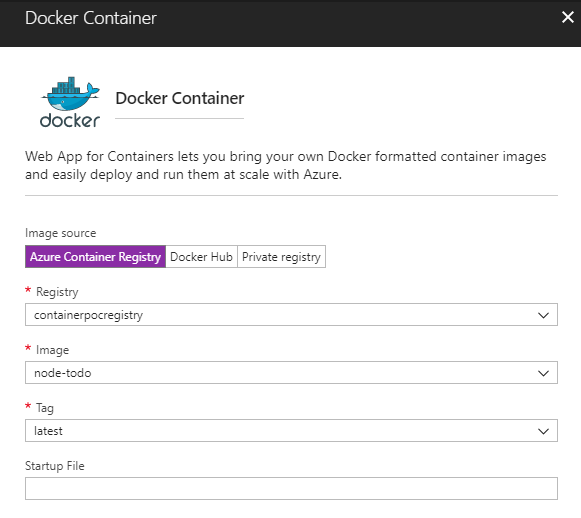 Docker Container
docker
Docker Container
Web App for Containers lets you bring your own Docker formatted container images
and easily deploy and run them at scale with Azure.
Image source
Azure Container Registry Docker Hub Private registry
* Registry
containerpocregistry
* Image
node-todo
* Tag
latest
Startup File